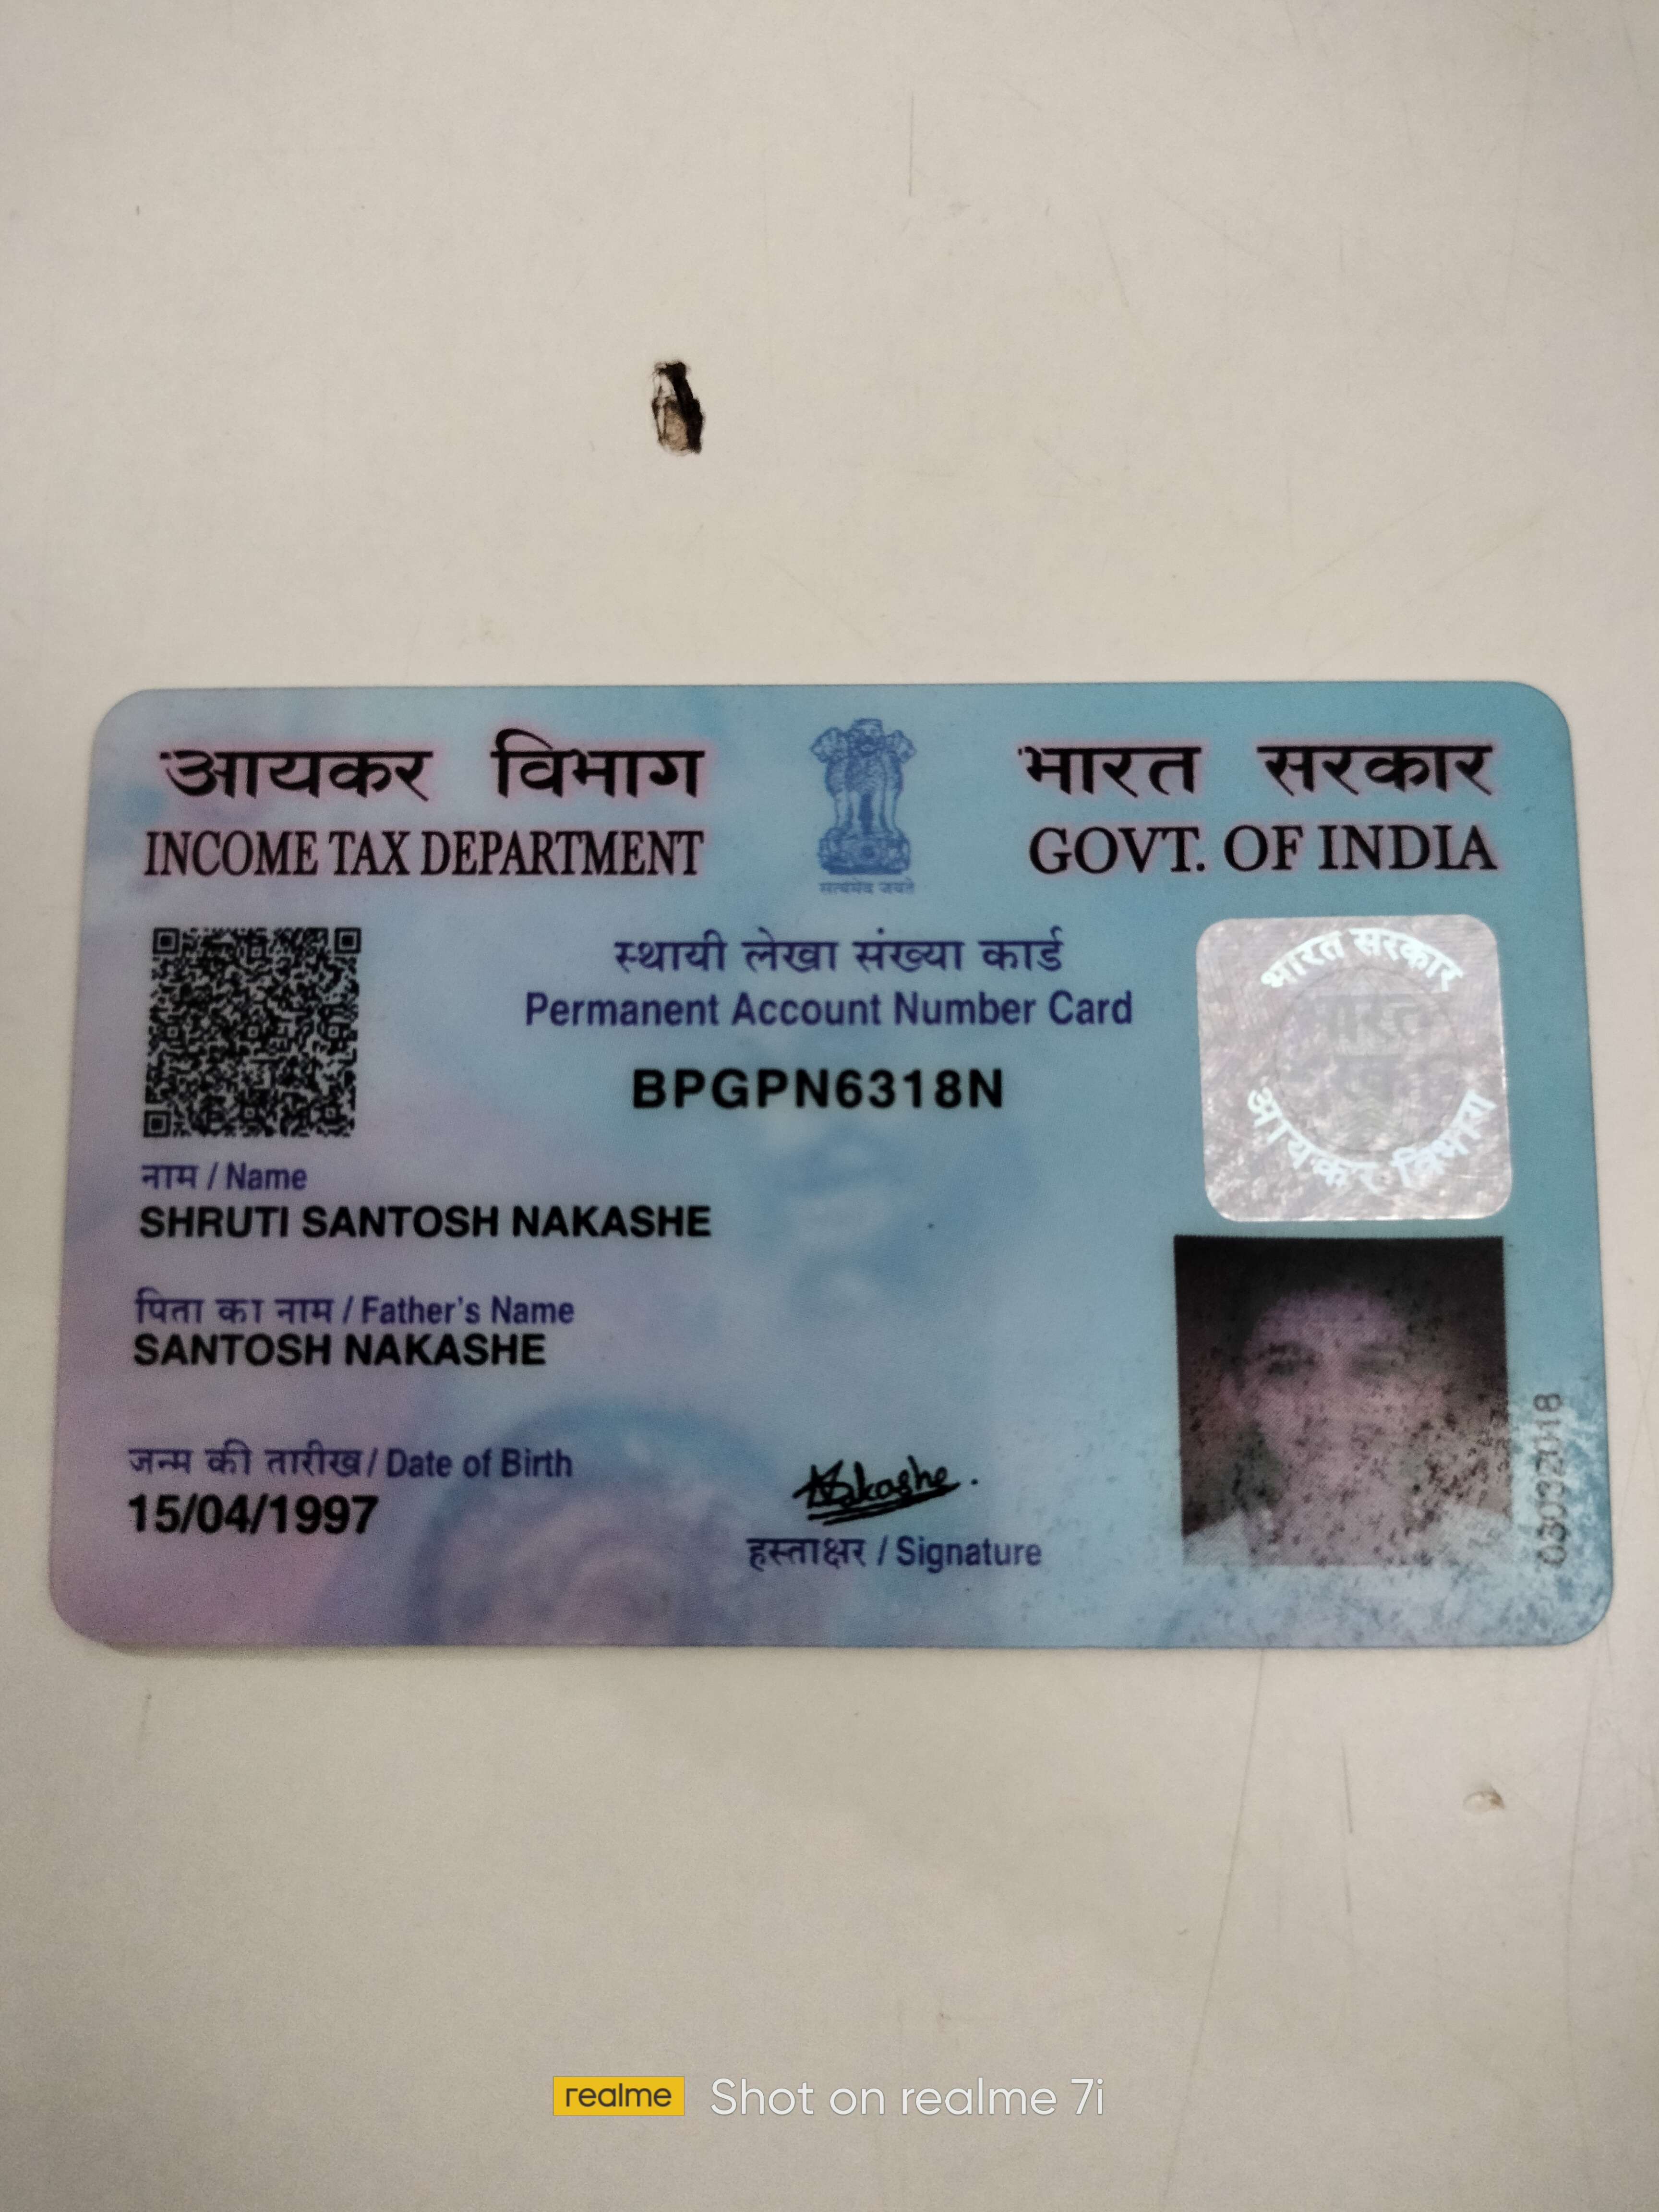 आयकर विभाग
INCOME TAX DEPARTMENT
सत्यमेव जयते
भारत सरकार
GOVT. OF INDIA
स्थायी लेखा संख्या कार्ड
Permanent Account Number Card
BPGPN6318N
भारत सरकार
आयकर विभाग
नाम / Name
SHRUTI SANTOSH NAKASHE
पिता का नाम / Father's Name
SANTOSH NAKASHE
जन्म की तारीख / Date of Birth
15/04/1997
हस्ताक्षर / Signature
03032018
realme Shot on realme 7i